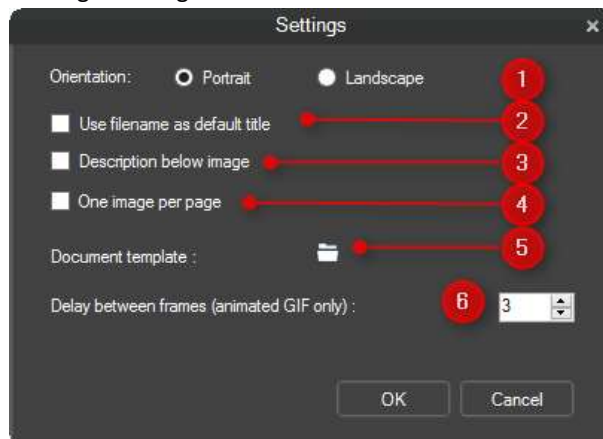 Settings ×
Orientation: Portrait Landscape 1
Use filename as default title 2
Description below image 3
One image per page 4
Document template : 5
Delay between frames (animated GIF only) : 6 3
OK Cancel